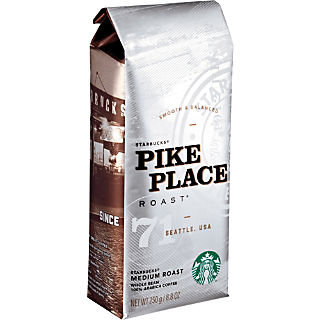 SMOOTH & BALANCED
STARBUCKS®
PIKE
PLACE
ROAST®
71
SEATTLE, USA
STARBUCKS®
MEDIUM ROAST
WHOLE BEAN
100% ARABICA COFFEE
NET WT 250 g / 8.8 OZ
SINCE